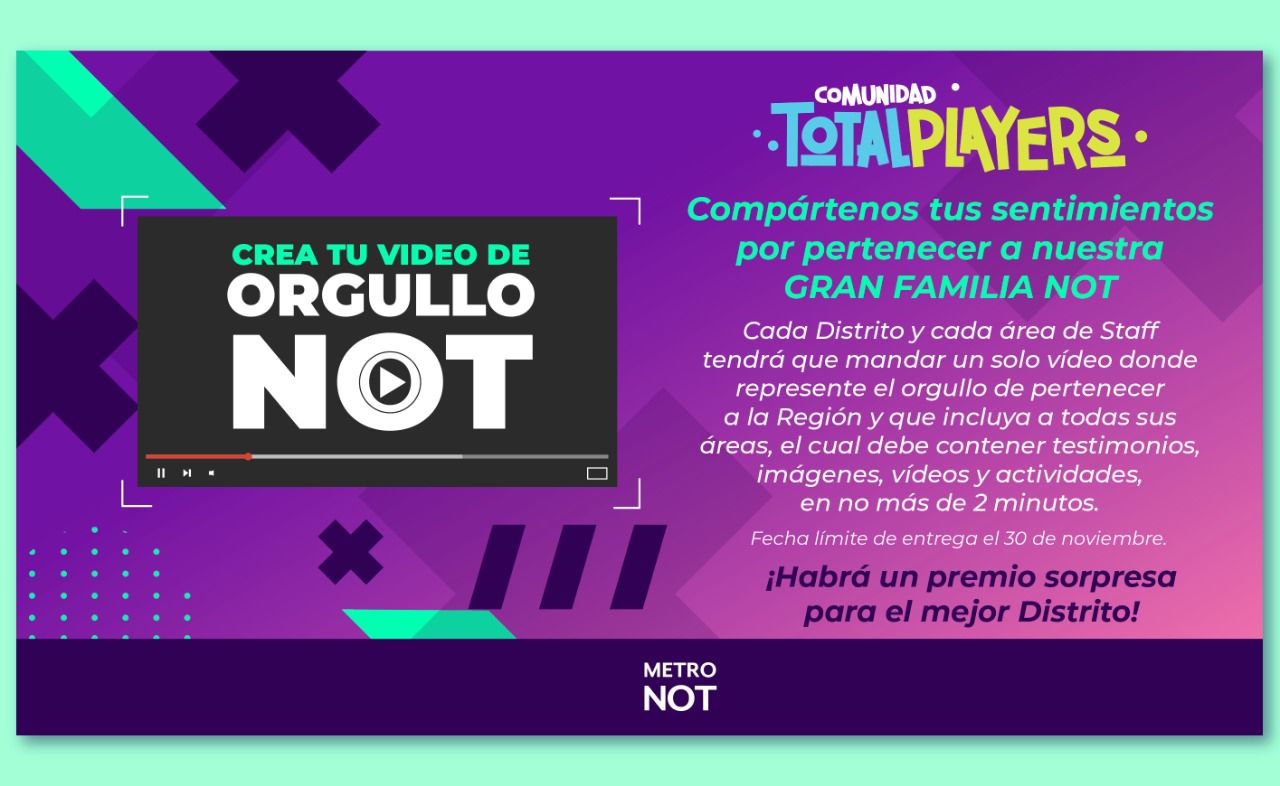 CREA TU VIDEO DE
ORGULLO
NOT
COMUNIDAD
TOTALPLAYERS
Compártenos tus sentimientos
por pertenecer a nuestra
GRAN FAMILIA NOT
Cada Distrito y cada área de Staff
tendrá que mandar un solo vídeo donde
represente el orgullo de pertenecer
a la Región y que incluya a todas sus
áreas, el cual debe contener testimonios,
imágenes, vídeos y actividades,
en no más de 2 minutos.
Fecha límite de entrega el 30 de noviembre.
¡Habrá un premio sorpresa
para el mejor Distrito!
METRO
NOT